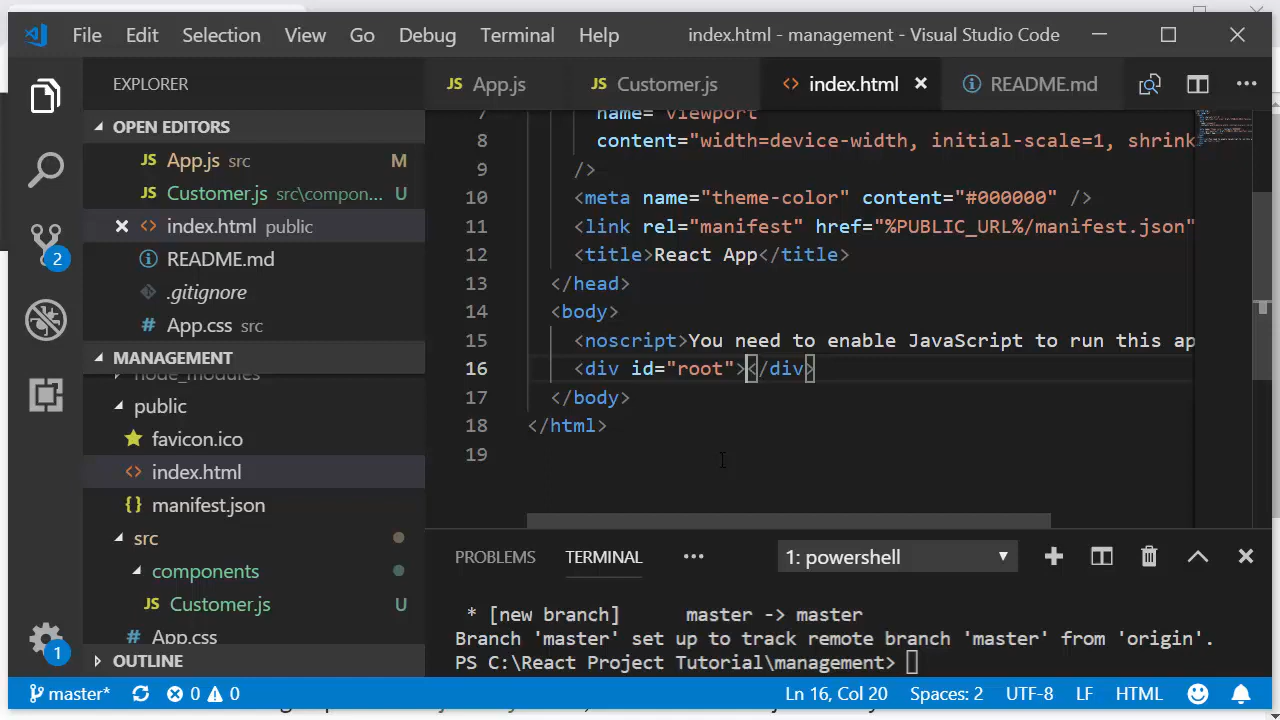 File Edit Selection View Go Debug Terminal Help index.html - management - Visual Studio Code
EXPLORER
OPEN EDITORS
JS App.js src M
JS Customer.js src\compon... U
<> index.html public
README.md
.gitignore
# App.css src
MANAGEMENT
node_modules
public
favicon.ico
<> index.html
{} manifest.json
src
components
JS Customer.js U
# App.css
OUTLINE
JS App.js JS Customer.js <> index.html README.md
7 name="viewport"
8 content="width=device-width, initial-scale=1, shrink
9 />
10 <meta name="theme-color" content="#000000" />
11 <link rel="manifest" href="%PUBLIC_URL%/manifest.json"
12 <title>React App</title>
13 </head>
14 <body>
15 <noscript>You need to enable JavaScript to run this ap
16 <div id="root"></div>
17 </body>
18 </html>
19
PROBLEMS TERMINAL ••• 1: powershell
* [new branch] master -> master
Branch 'master' set up to track remote branch 'master' from 'origin'.
PS C:\React Project Tutorial\management>
2
1
master* 0 0 Ln 16, Col 20 Spaces: 2 UTF-8 LF HTML